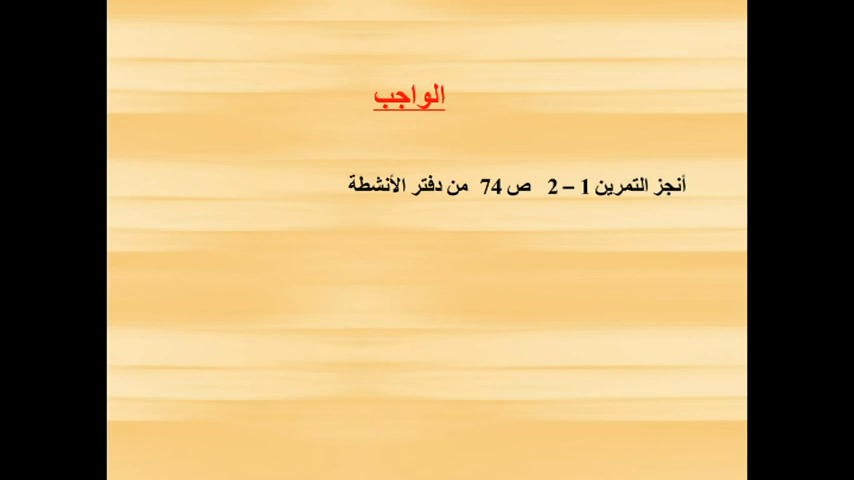 الواجب
أنجز التمرين 1 – 2 ص 74 من دفتر الأنشطة